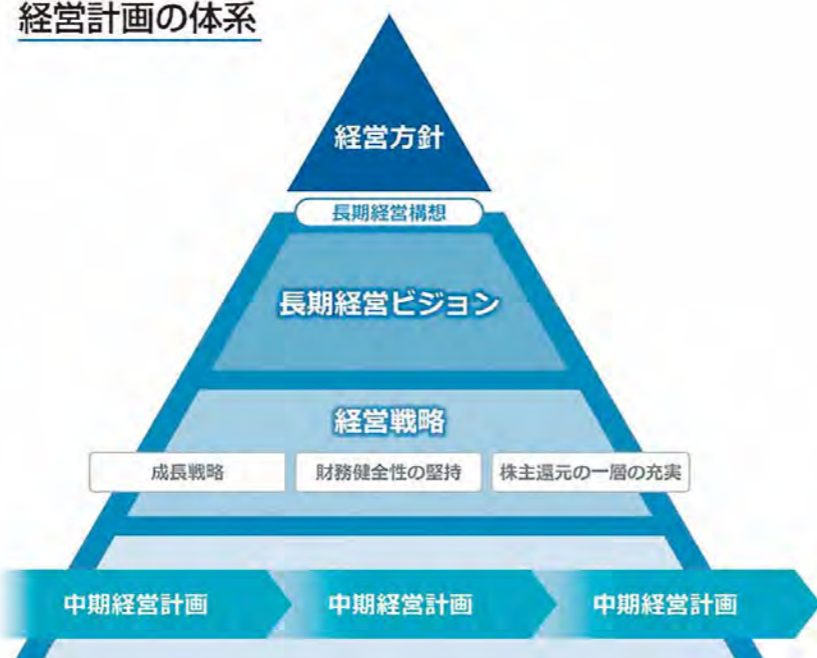 経営計画の体系
経営方針
長期経営構想
長期経営ビジョン
経営戦略
成長戦略
財務健全性の堅持
株主還元の一層の充実
中期経営計画
中期経営計画
中期経営計画